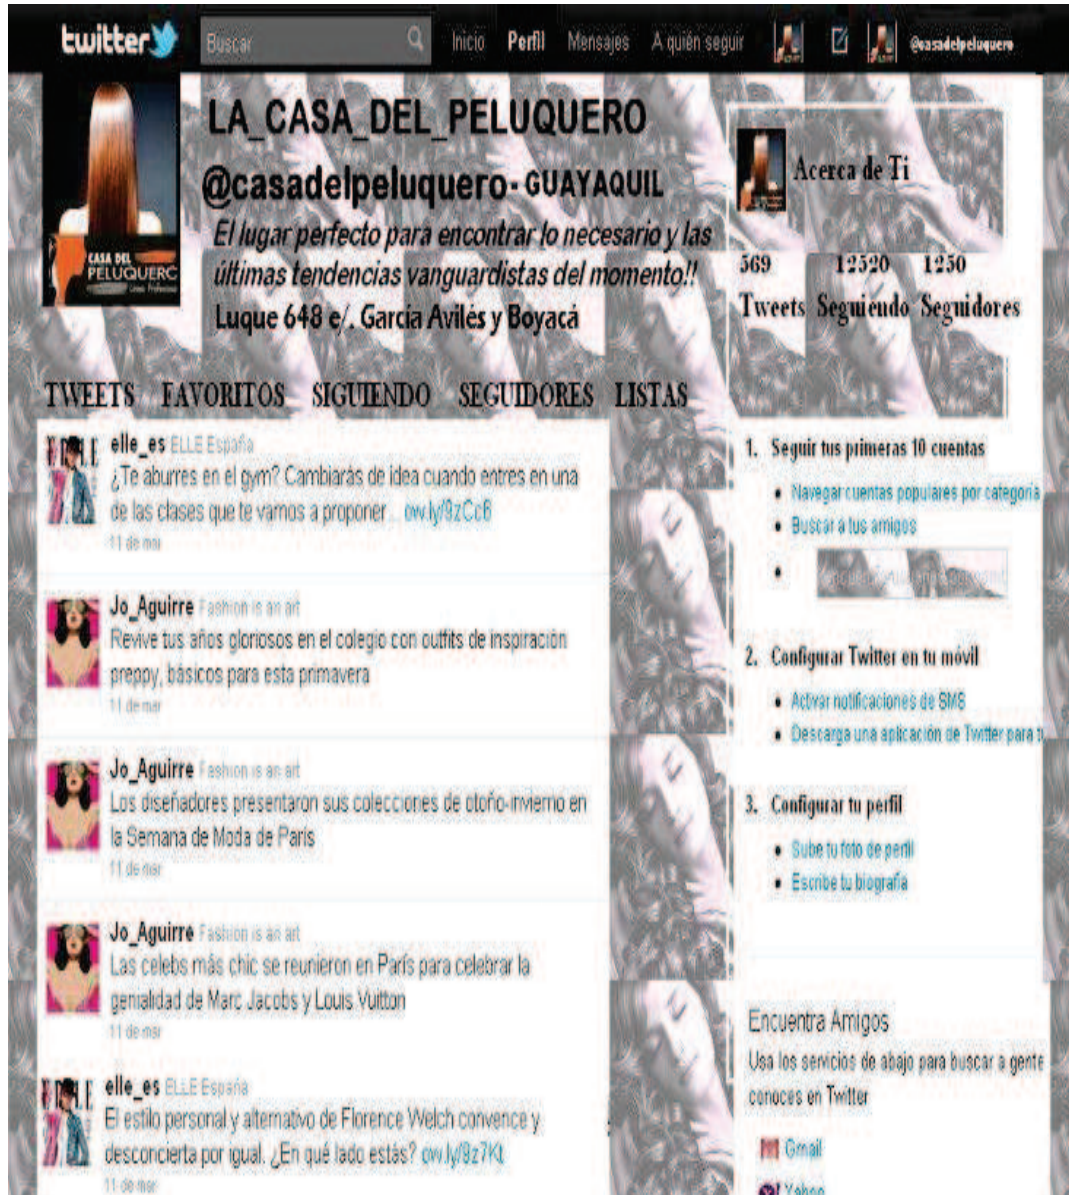 twitter
Buscar
Inicio Perfil Mensajes A quién seguir @casadelpeluquero
CASA DEL
PELUQUERC
LA_CASA_DEL_PELUQUERO
@casadelpeluquero- GUAYAQUIL
El lugar perfecto para encontrar lo necesario y las
últimas tendencias vanguardistas del momento!!
Luque 648 e/. García Avilés y Boyacá
Acerca de Ti
569 12520 1250
Tweets Seguiendo Seguidores
TWEETS FAVORITOS SIGUIENDO SEGUIDORES LISTAS
elle_es ELLE España
¿Te aburres en el gym? Cambiarás de idea cuando entres en una
de las clases que te vamos a proponer... ow.ly/9zCc6
11 de mar
Jo_Aguirre Fashion is an art
Revive tus años gloriosos en el colegio con outfits de inspiración
preppy, básicos para esta primavera
11 de mar
Jo_Aguirre Fashion is an art
Los diseñadores presentaron sus colecciones de otoño-invierno en
la Semana de Moda de Paris
11 de mar
Jo_Aguirre Fashion is an art
Las celebs más chic se reunieron en París para celebrar la
genialidad de Marc Jacobs y Louis Vuitton
11 de mar
elle_es ELLE España
El estilo personal y alternativo de Florence Welch convence y
desconcierta por igual. ¿En qué lado estás? ow.ly/9z7Kt
11 de mar
1. Seguir tus primeras 10 cuentas
• Navegar cuentas populares por categoría
• Buscar a tus amigos
2. Configurar Twitter en tu móvil
• Activar notificaciones de SMS
• Descarga una aplicación de Twitter para t
3. Configurar tu perfil
• Sube tu foto de perfil
• Escribe tu biografía
Encuentra Amigos
Usa los servicios de abajo para buscar a gente
conoces en Twitter
Gmail
Yahoo